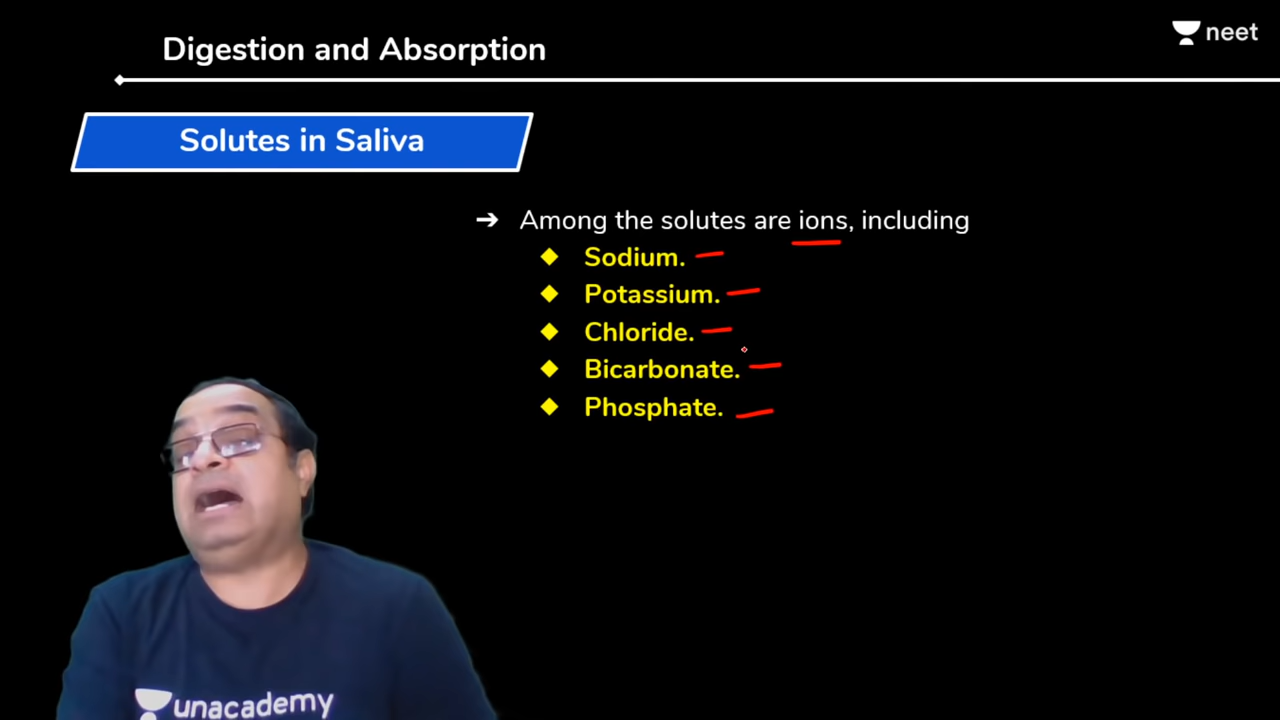 neet
Digestion and Absorption
Solutes in Saliva
➔ Among the solutes are ions, including
◆ Sodium.
◆ Potassium.
◆ Chloride.
◆ Bicarbonate.
◆ Phosphate.
unacademy